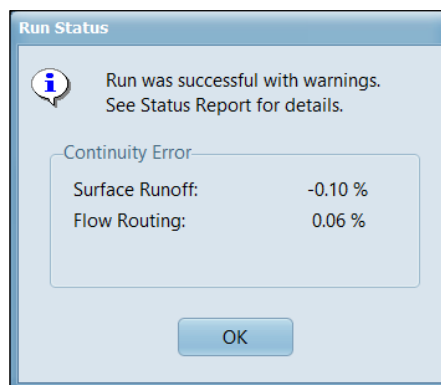 Run Status
Run was successful with warnings.
See Status Report for details.
Continuity Error
Surface Runoff: -0.10 %
Flow Routing: 0.06 %
OK